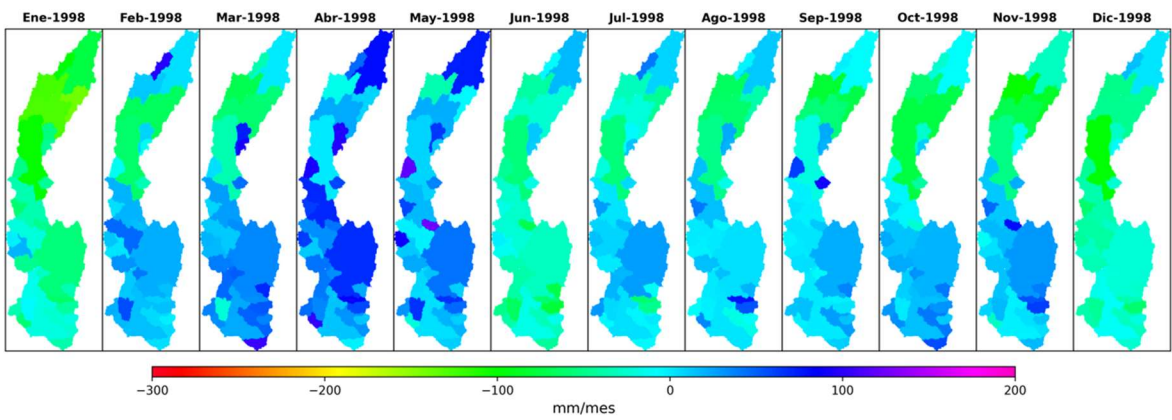 Ene-1998 Feb-1998 Mar-1998 Abr-1998 May-1998 Jun-1998 Jul-1998 Ago-1998 Sep-1998 Oct-1998 Nov-1998 Dic-1998
−300 −200 −100 0 100 200
mm/mes